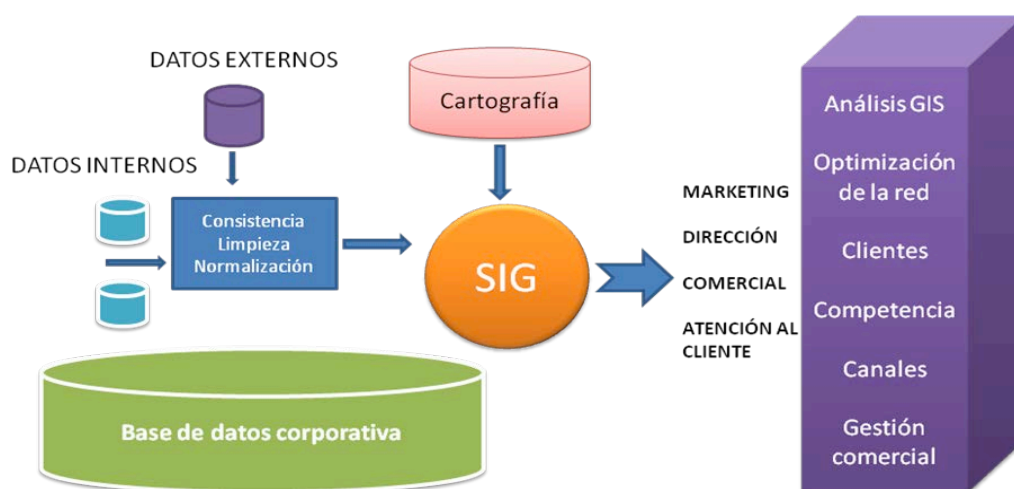 DATOS EXTERNOS
DATOS INTERNOS
Consistencia
Limpieza
Normalización
Cartografía
SIG
Base de datos corporativa
MARKETING
DIRECCIÓN
COMERCIAL
ATENCIÓN AL
CLIENTE
Análisis GIS
Optimización
de la red
Clientes
Competencia
Canales
Gestión
comercial